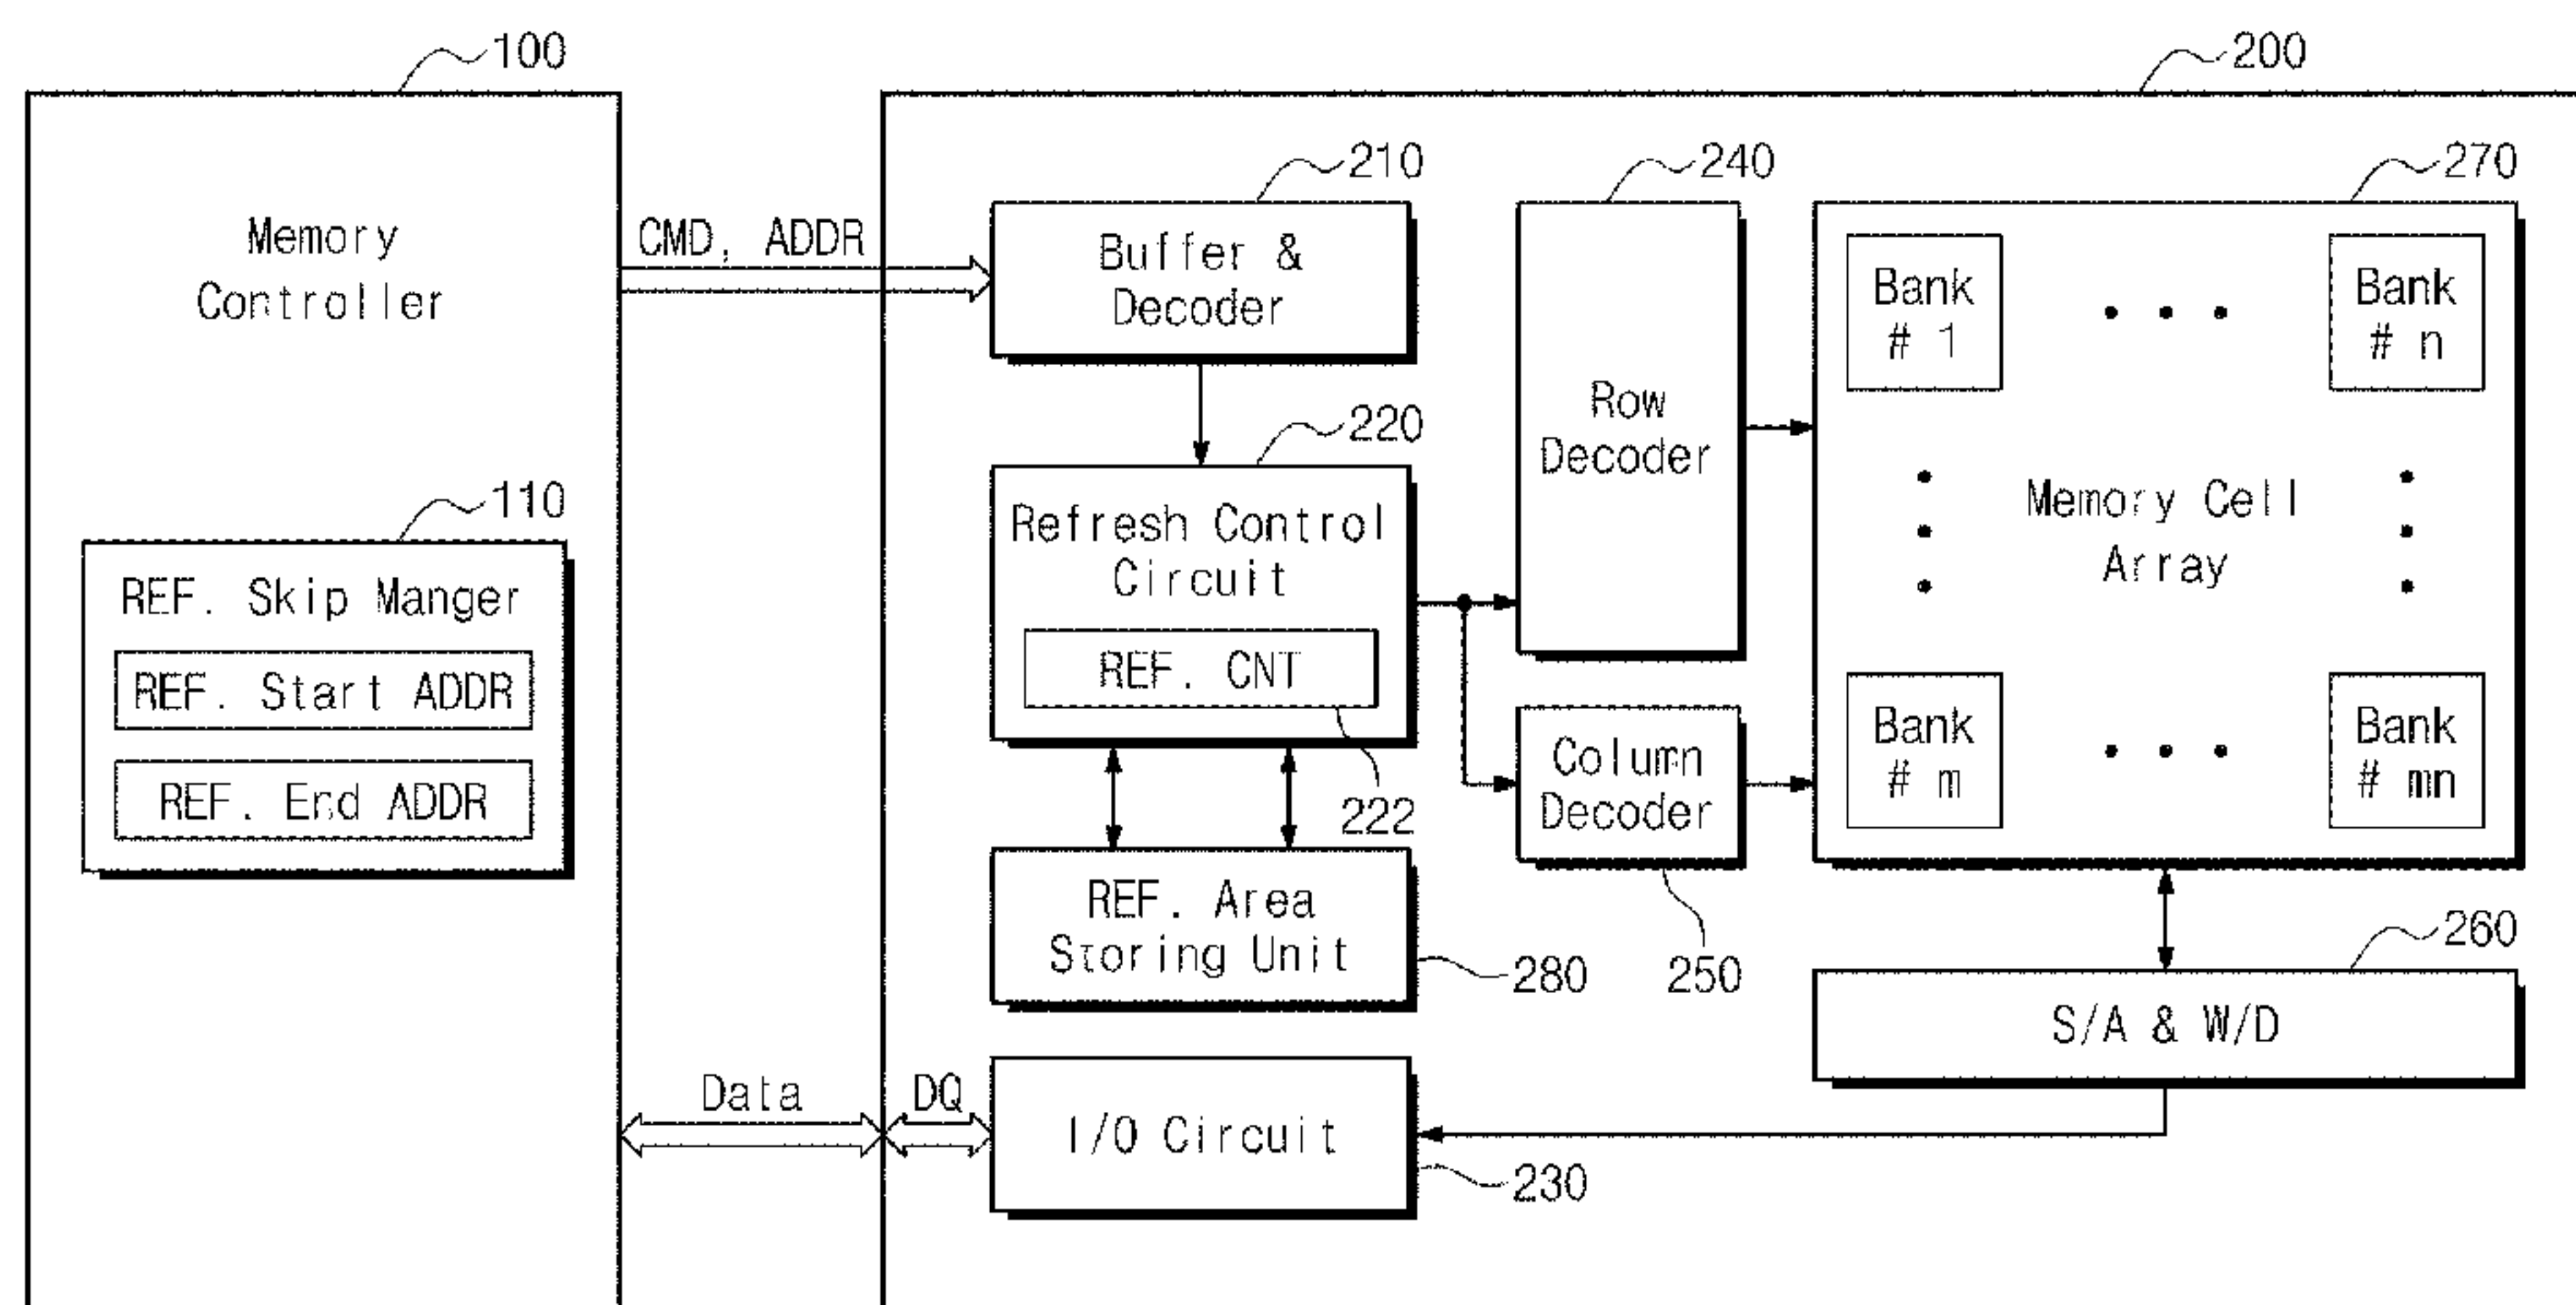 100
200
Memory
Controller
110
REF. Skip Manger
REF. Start ADDR
REF. End ADDR
CMD, ADDR
Data
DQ
210
Buffer &
Decoder
220
Refresh Control
Circuit
REF. CNT
222
REF. Area
Storing Unit
280
I/O Circuit
230
240
Row
Decoder
Column
Decoder
250
270
Bank
# 1
Bank
# n
Memory Cell
Array
Bank
# m
Bank
# mn
260
S/A & W/D